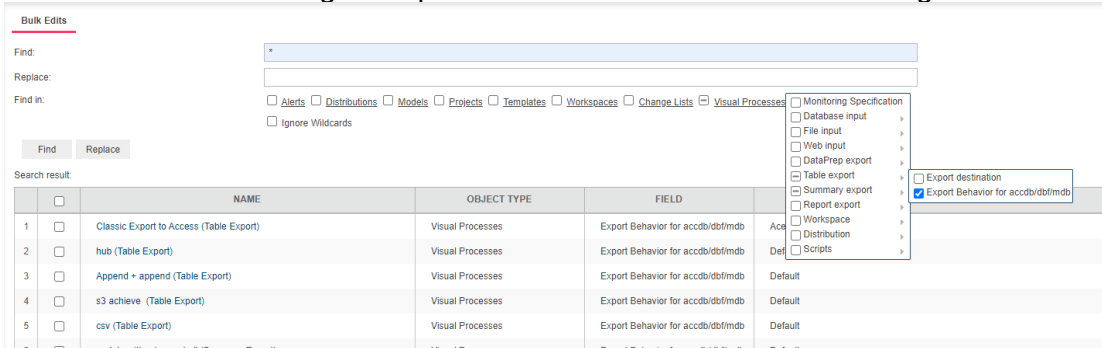 Bulk Edits
Find: *
Replace:
Find in: Alerts Distributions Models Projects Templates Workspaces Change Lists Visual Processes
Ignore Wildcards
Monitoring Specification
Database input
File input
Web input
DataPrep export
Table export
Summary export
Report export
Workspace
Distribution
Scripts
Export destination
Export Behavior for accdb/dbf/mdb
Find Replace
Search result:
NAME OBJECT TYPE FIELD
1 Classic Export to Access (Table Export) Visual Processes Export Behavior for accdb/dbf/mdb
2 hub (Table Export) Visual Processes Export Behavior for accdb/dbf/mdb
3 Append + append (Table Export) Visual Processes Export Behavior for accdb/dbf/mdb Default
4 s3 achieve (Table Export) Visual Processes Export Behavior for accdb/dbf/mdb Default
5 csv (Table Export) Visual Processes Export Behavior for accdb/dbf/mdb Default